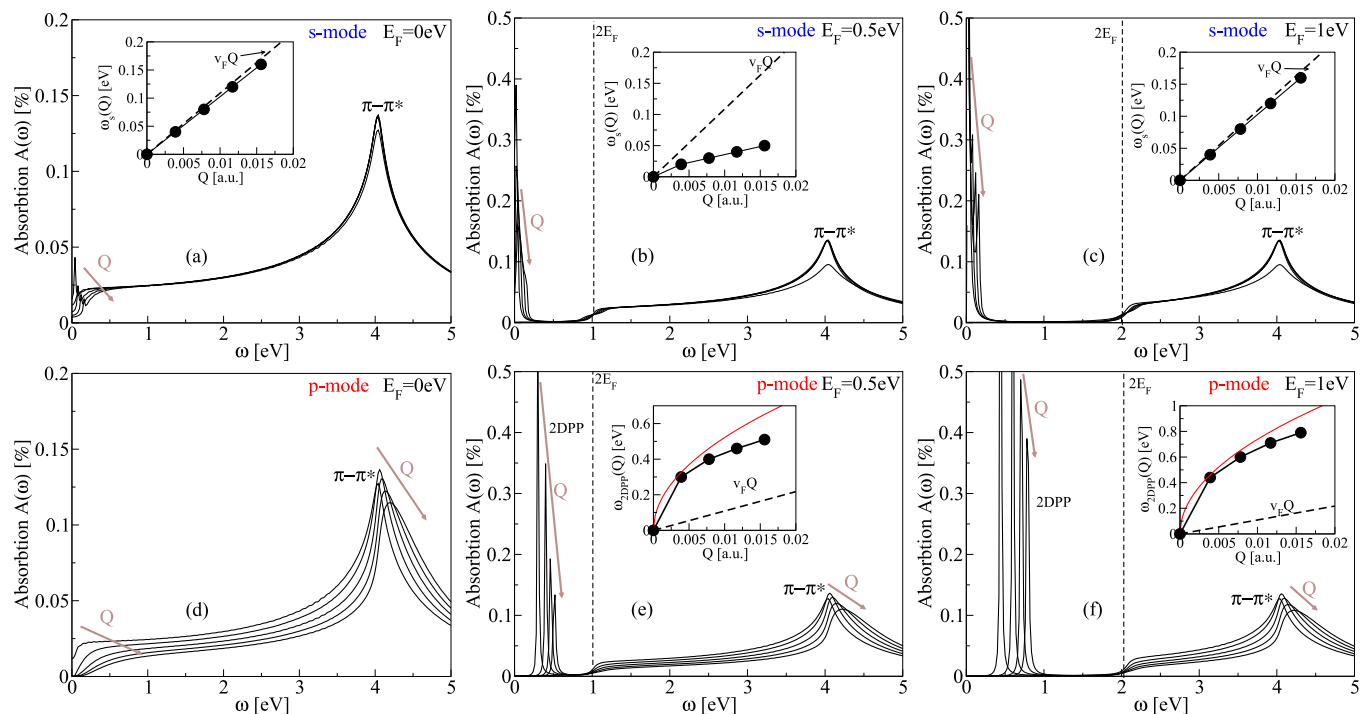 0.2
0.15
0.1
0.05
0
Absorbtion A(ω) [%]
s-mode E_F=0eV
0.2
0.15
0.1
0.05
0
ω_s(Q) [eV]
v_FQ
0 0.005 0.01 0.015 0.02
Q [a.u.]
π−π*
Q
(a)
0 1 2 3 4 5
ω [eV]
0.5
0.4
0.3
0.2
0.1
0
Absorbtion A(ω) [%]
2E_F
s-mode E_F=0.5eV
0.2
0.15
0.1
0.05
0
ω_s(Q) [eV]
v_FQ
0 0.005 0.01 0.015 0.02
Q [a.u.]
Q
(b)
π−π*
0 1 2 3 4 5
ω [eV]
0.5
0.4
0.3
0.2
0.1
0
Absorbtion A(ω) [%]
2E_F
s-mode E_F=1eV
0.2
0.15
0.1
0.05
0
ω_s(Q) [eV]
v_FQ
0 0.005 0.01 0.015 0.02
Q [a.u.]
Q
(c)
π−π*
0 1 2 3 4 5
ω [eV]
0.2
0.15
0.1
0.05
0
Absorbtion A(ω) [%]
p-mode E_F=0eV
Q
π−π*
Q
(d)
0 1 2 3 4 5
ω [eV]
0.5
0.4
0.3
0.2
0.1
0
Absorbtion A(ω) [%]
2E_F
p-mode E_F=0.5eV
2DPP
Q
0.6
0.4
0.2
0
ω_2DPP(Q) [eV]
v_FQ
0 0.005 0.01 0.015 0.02
Q [a.u.]
π−π*
Q
(e)
0 1 2 3 4 5
ω [eV]
0.5
0.4
0.3
0.2
0.1
0
Absorbtion A(ω) [%]
2E_F
p-mode E_F=1eV
Q
2DPP
1
0.8
0.6
0.4
0.2
0
ω_2DPP(Q) [eV]
v_FQ
0 0.005 0.01 0.015 0.02
Q [a.u.]
π−π*
Q
(f)
0 1 2 3 4 5
ω [eV]